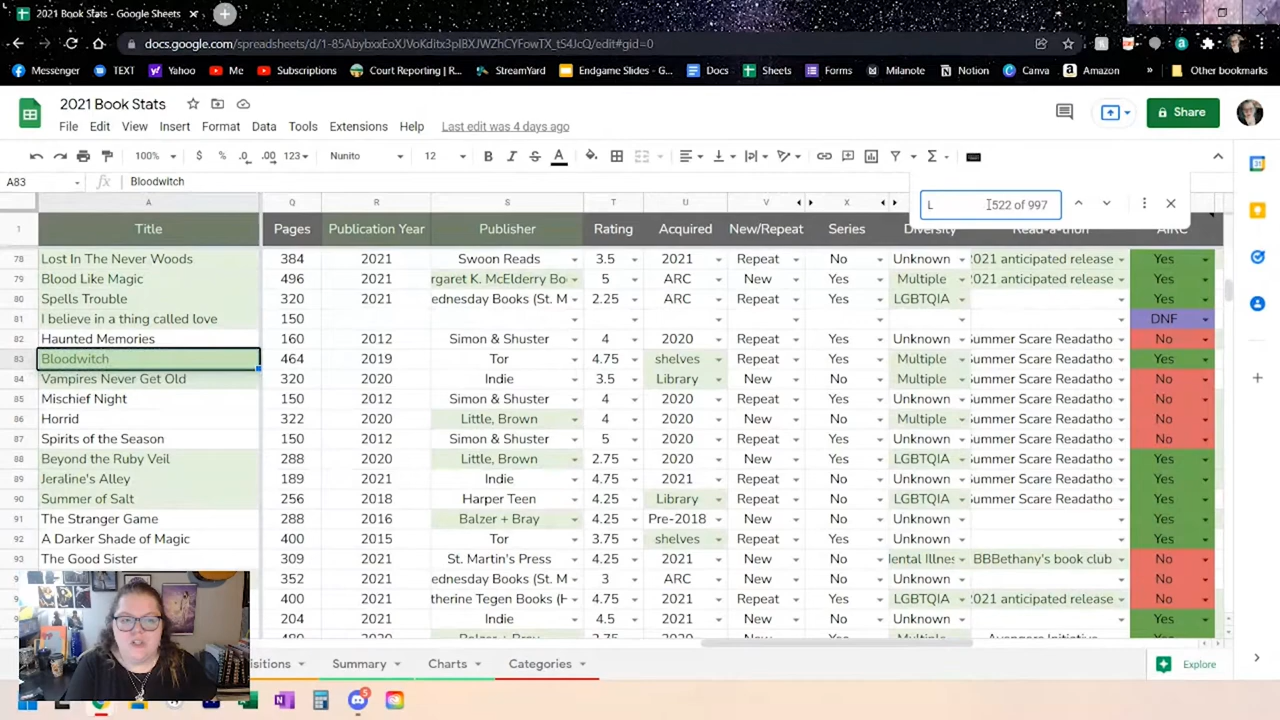 2021 Book Stats - Google Sheets
docs.google.com/spreadsheets/d/1-85AbybxxEoXJVoKditx3pIBXJWZhCYFowTX_tS4JcQ/edit#gid=0
Messenger TEXT Yahoo Me Subscriptions Court Reporting | R... StreamYard Endgame Slides - G... Docs Sheets Forms Milanote Notion Canva Amazon » Other bookmarks
2021 Book Stats
Share
File Edit View Insert Format Data Tools Extensions Help Last edit was 4 days ago
100% $ % .0 .00 123 Nunito 12 B I S A
A83 fx Bloodwitch
L 522 of 997
A Q R S T U V W
1 Title Pages Publication Year Publisher Rating Acquired New/Repeat Series Diversity Read-a-thon
78 Lost In The Never Woods 384 2021 Swoon Reads 3.5 2021 Repeat No Unknown 2021 anticipated release Yes
79 Blood Like Magic 496 2021 rgaret K. McElderry Bo 5 ARC Repeat Yes Multiple 2021 anticipated release Yes
80 Spells Trouble 320 2021 ednesday Books (St. M 2.25 ARC Repeat Yes LGBTQIA Yes
81 I believe in a thing called love 150 DNF
82 Haunted Memories 160 2012 Simon & Shuster 4 2020 Repeat Yes Unknown Summer Scare Readatho No
83 Bloodwitch 464 2019 Tor 4.75 shelves Repeat Yes Multiple Summer Scare Readatho Yes
84 Vampires Never Get Old 320 2020 Indie 3.5 Library New No Multiple Summer Scare Readatho No
85 Mischief Night 150 2012 Simon & Shuster 4 2020 Repeat Yes Unknown Summer Scare Readatho No
86 Horrid 322 2020 Little, Brown 4 2020 New No Multiple Summer Scare Readatho No
87 Spirits of the Season 150 2012 Simon & Shuster 5 2020 Repeat Yes Unknown Summer Scare Readatho No
88 Beyond the Ruby Veil 288 2020 Little, Brown 2.75 2020 Repeat Yes LGBTQIA Summer Scare Readatho Yes
89 Jeraline's Alley 189 2021 Indie 4.25 2021 Repeat No Unknown Summer Scare Readatho Yes
90 Summer of Salt 256 2018 Harper Teen 4.25 Library New No LGBTQIA Summer Scare Readatho Yes
91 The Stranger Game 288 2016 Balzer + Bray 4.25 Pre-2018 New No Unknown Yes
92 A Darker Shade of Magic 400 2015 Tor 3.75 shelves Repeat Yes Unknown Yes
93 The Good Sister 309 2021 St. Martin's Press 4.25 2021 New No ental Illnes BBBethany's book club No
352 2021 ednesday Books (St. M 3 ARC New No Unknown No
400 2021 therine Tegen Books (H 4.75 2021 Repeat Yes LGBTQIA 2021 anticipated release No
204 2021 Indie 4.5 2021 Repeat Yes Unknown Yes
Summary Charts Categories Explore